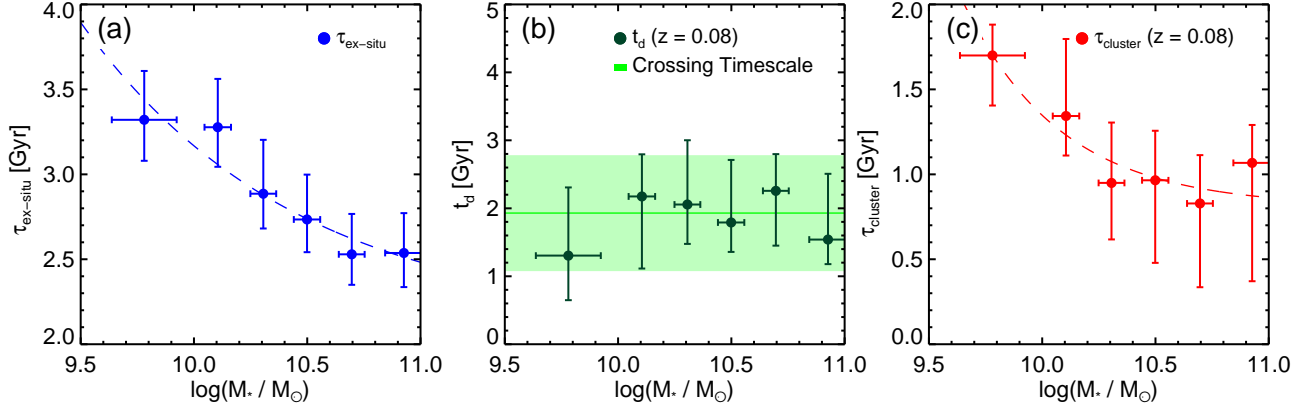 (a)
τex−situ
4.0
3.5
3.0
2.5
2.0
τex−situ [Gyr]
9.5 10.0 10.5 11.0
log(M* / M⊙)
(b)
td (z = 0.08)
Crossing Timescale
5
4
3
2
1
0
td [Gyr]
9.5 10.0 10.5 11.0
log(M* / M⊙)
(c)
τcluster (z = 0.08)
2.0
1.5
1.0
0.5
0.0
τcluster [Gyr]
9.5 10.0 10.5 11.0
log(M* / M⊙)